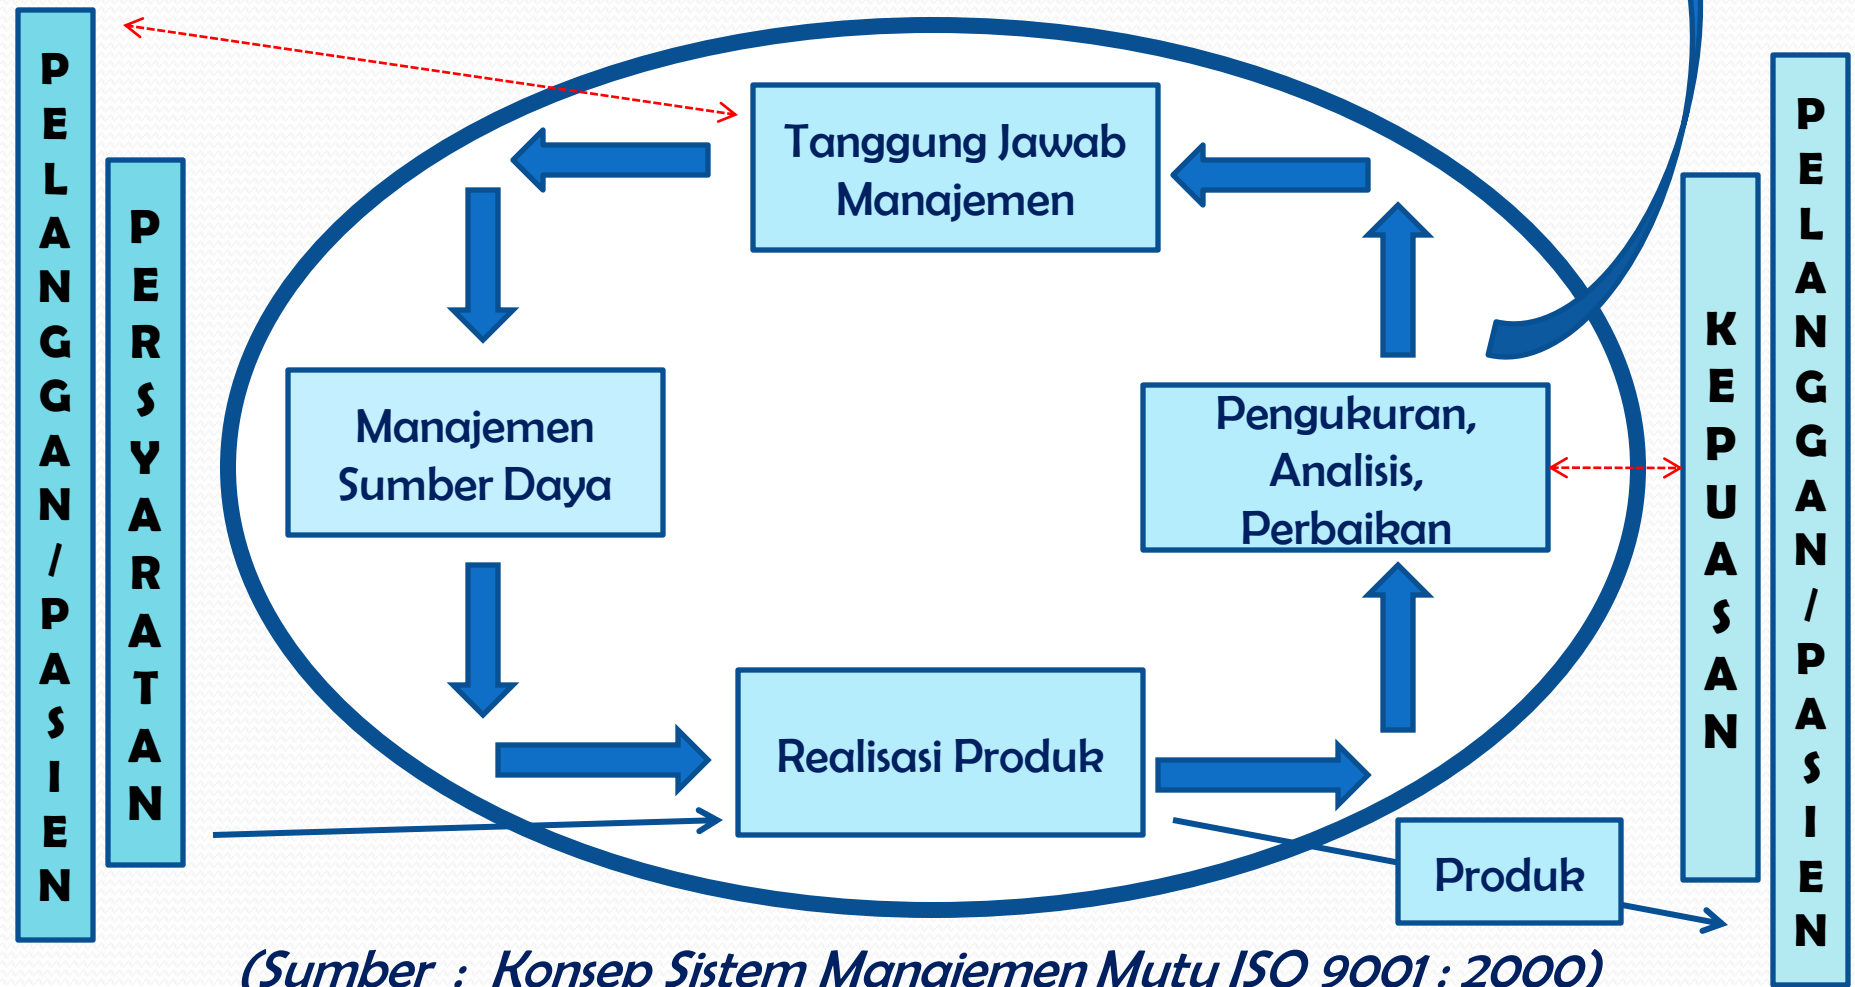 PELANGGAN/PASIEN
PERSYARATAN
Tanggung Jawab
Manajemen
Manajemen
Sumber Daya
Pengukuran,
Analisis,
Perbaikan
Realisasi Produk
Produk
KEPUASAN
PELANGGAN/PASIEN
(Sumber : Konsep Sistem Manajemen Mutu ISO 9001 : 2000)